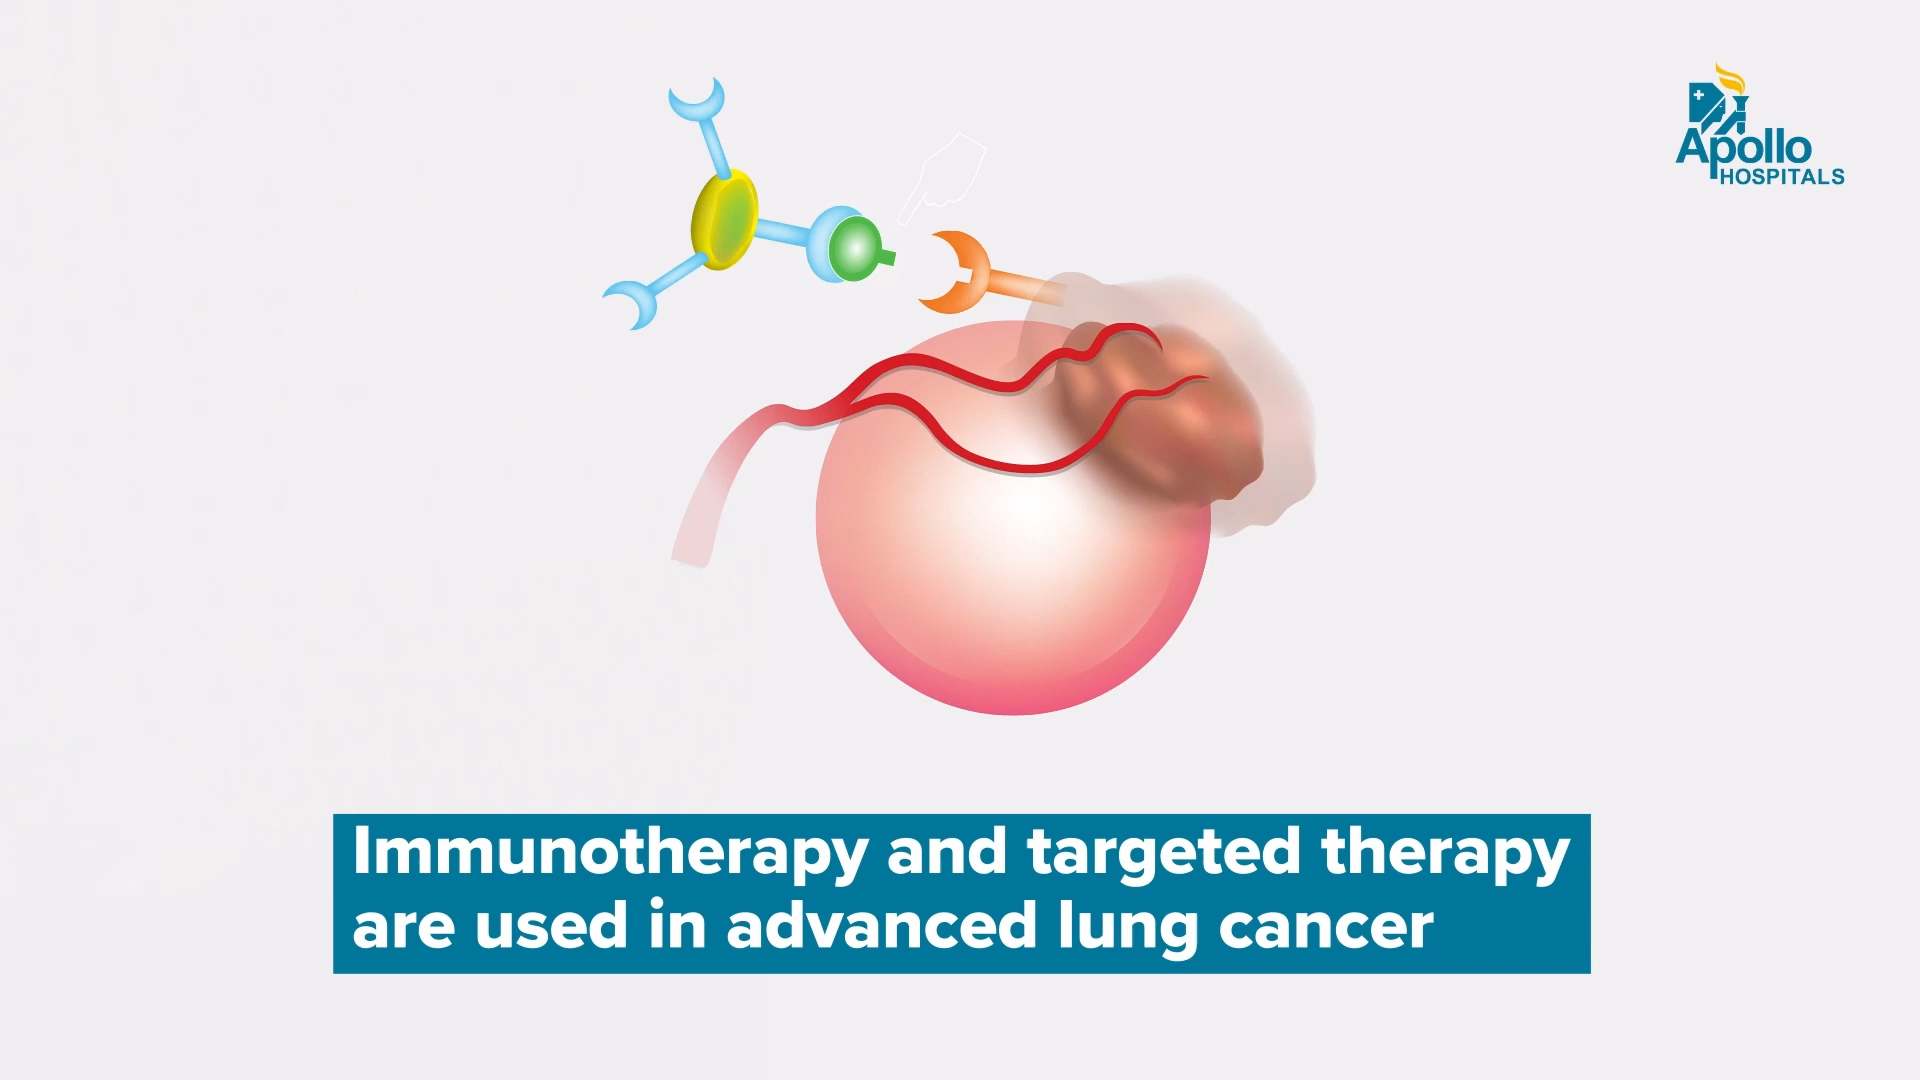 Apollo
HOSPITALS
Immunotherapy and targeted therapy
are used in advanced lung cancer